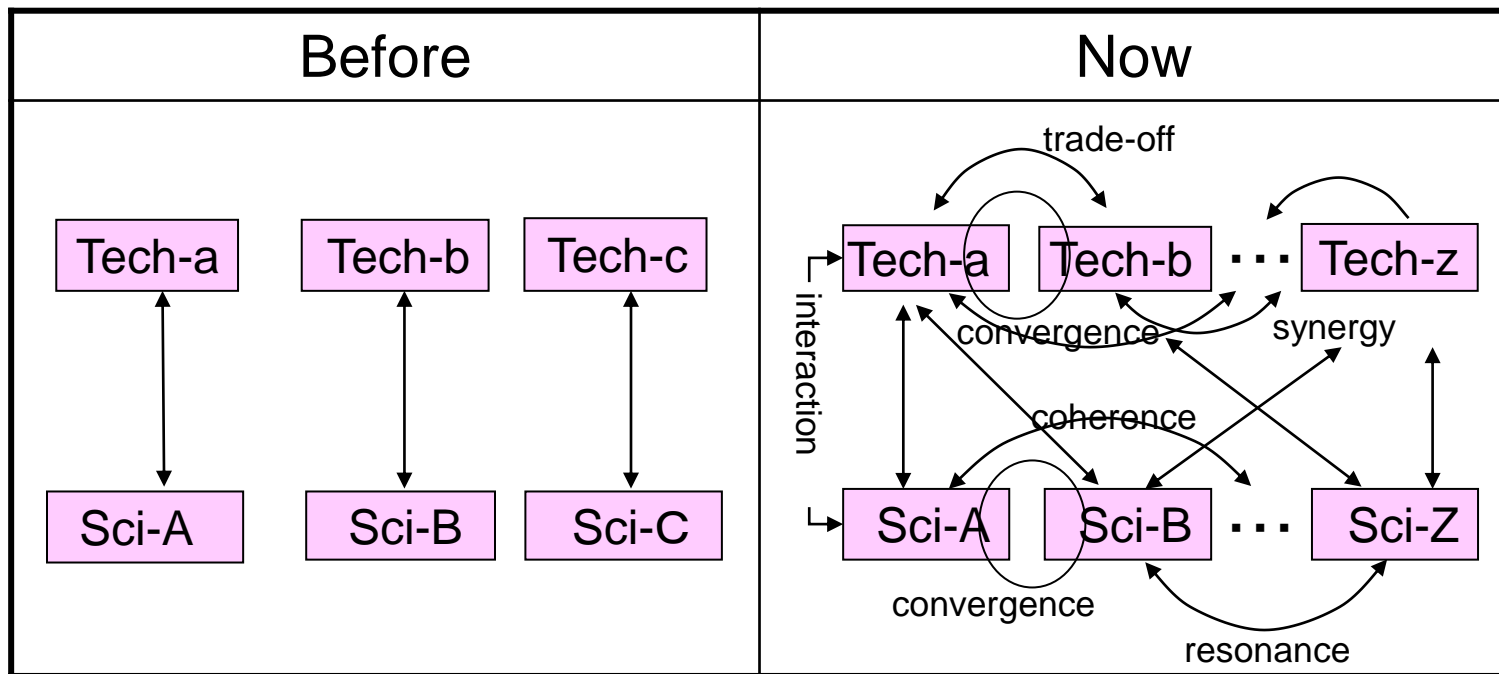 Before
Now
Tech-a
Tech-b
Tech-c
Sci-A
Sci-B
Sci-C
trade-off
Tech-a
Tech-b
...
Tech-z
interaction
convergence
synergy
coherence
Sci-A
Sci-B
...
Sci-Z
convergence
resonance